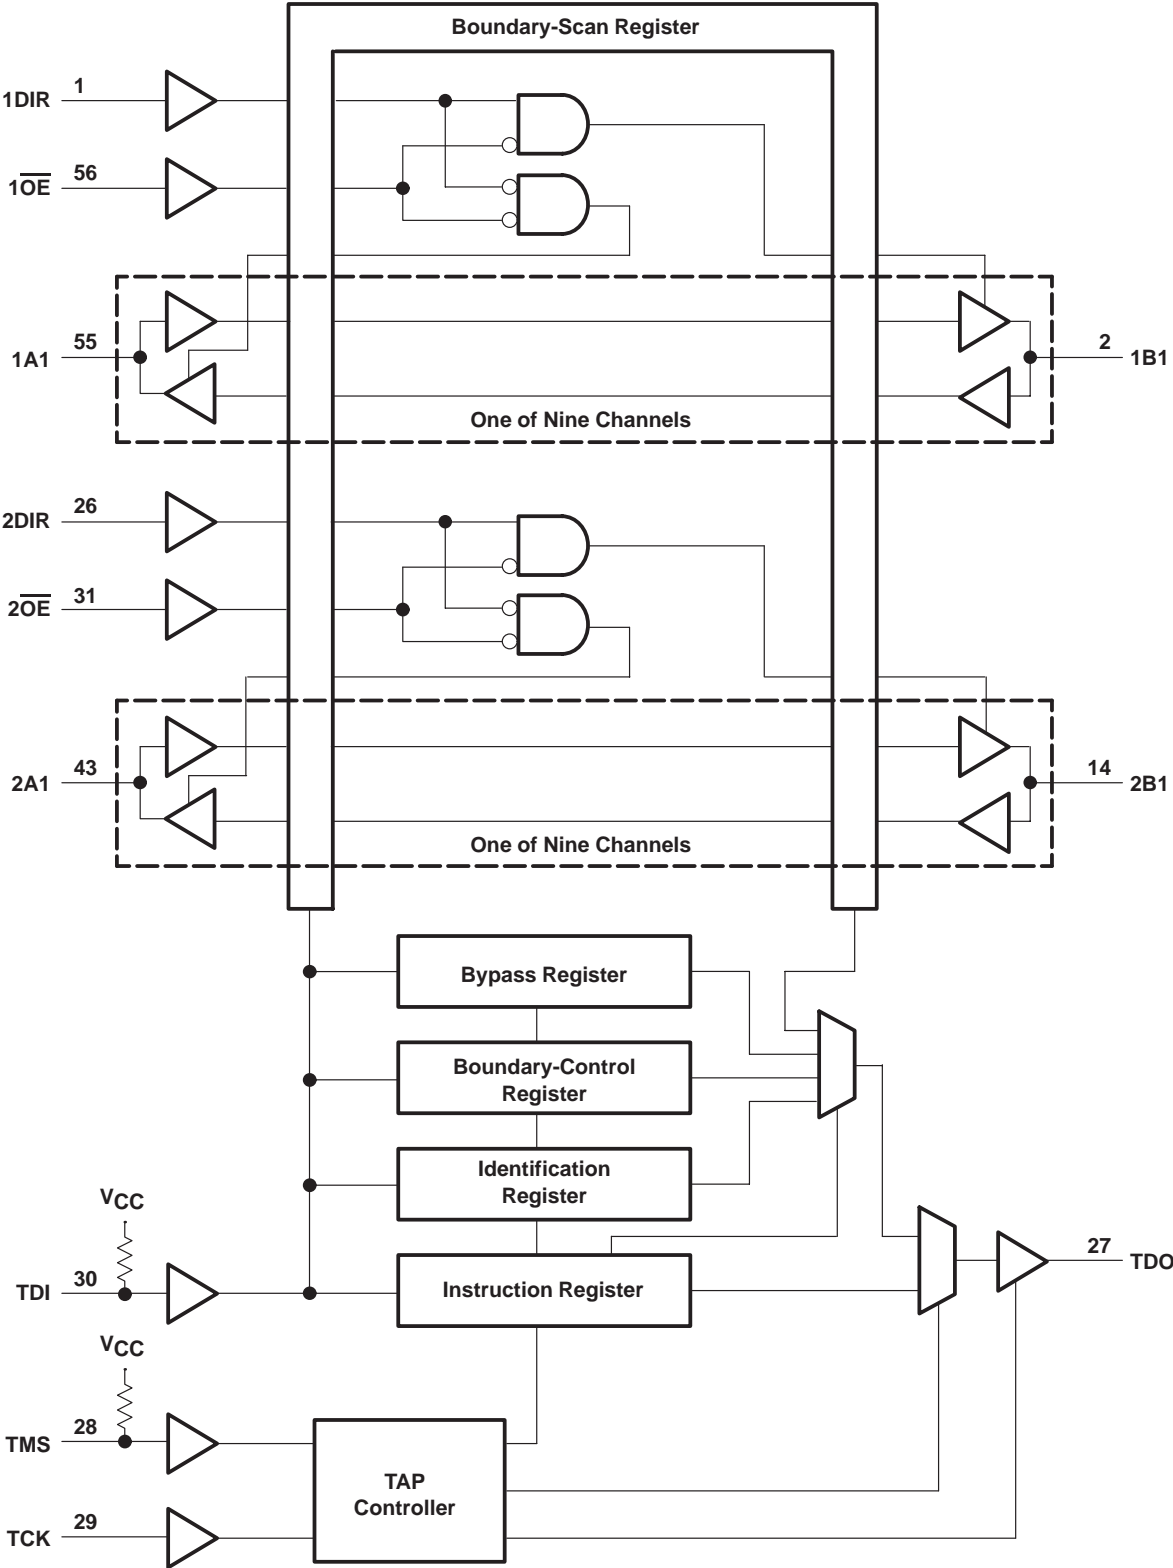 Boundary-Scan Register
1DIR 1
1O̅E̅ 56
1A1 55
2 1B1
One of Nine Channels
2DIR 26
2O̅E̅ 31
2A1 43
14 2B1
One of Nine Channels
Bypass Register
Boundary-Control
Register
Identification
Register
VCC
TDI 30
Instruction Register
27 TDO
VCC
TMS 28
TAP
Controller
TCK 29